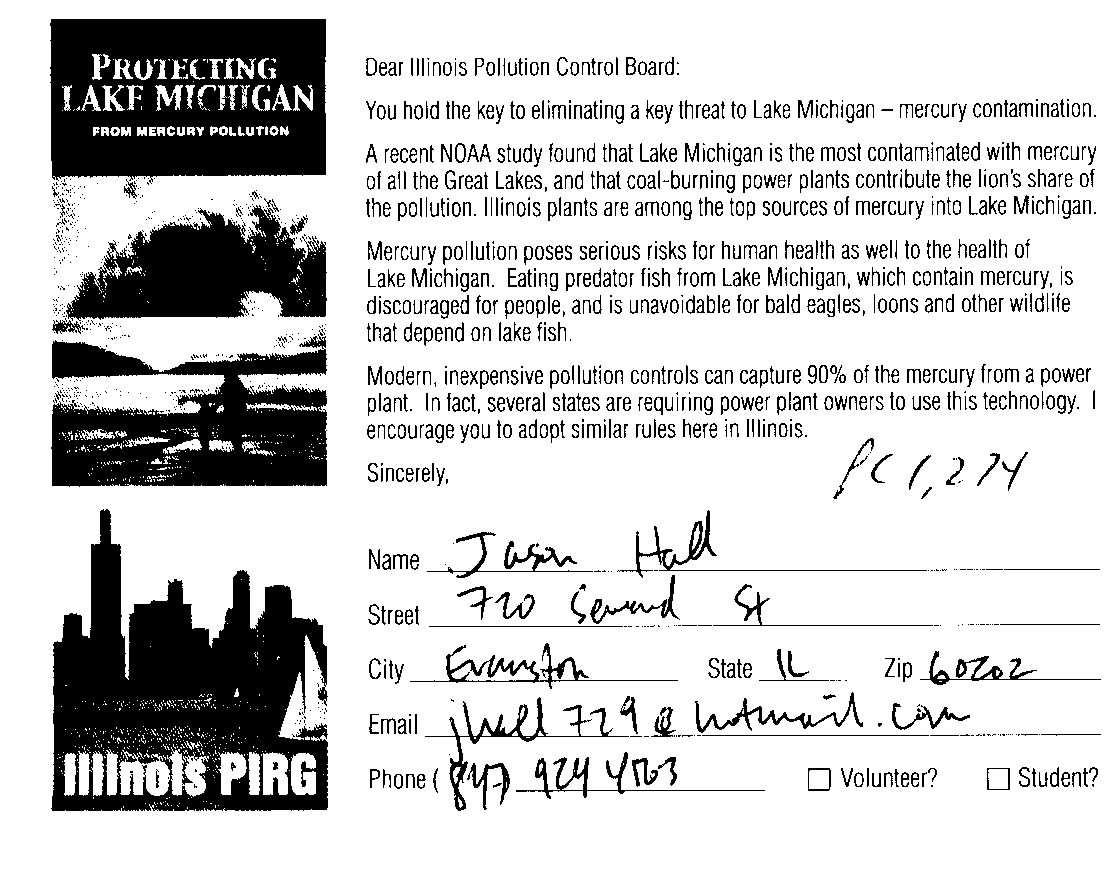 PROTECTING
LAKE MICHIGAN
FROM MERCURY POLLUTION
Dear Illinois Pollution Control Board:
You hold the key to eliminating a key threat to Lake Michigan – mercury contamination.
A recent NOAA study found that Lake Michigan is the most contaminated with mercury
of all the Great Lakes, and that coal-burning power plants contribute the lion's share of
the pollution. Illinois plants are among the top sources of mercury into Lake Michigan.
Mercury pollution poses serious risks for human health as well to the health of
Lake Michigan. Eating predator fish from Lake Michigan, which contain mercury, is
discouraged for people, and is unavoidable for bald eagles, loons and other wildlife
that depend on lake fish.
Modern, inexpensive pollution controls can capture 90% of the mercury from a power
plant. In fact, several states are requiring power plant owners to use this technology. I
encourage you to adopt similar rules here in Illinois.
Sincerely,
PC 1,274
Name Jason Hall
Street 720 St
City Evanston State IL Zip 60202
Email jhall729@hotmail.com
Phone (847 924
Volunteer? Student?
Illinois PIRG